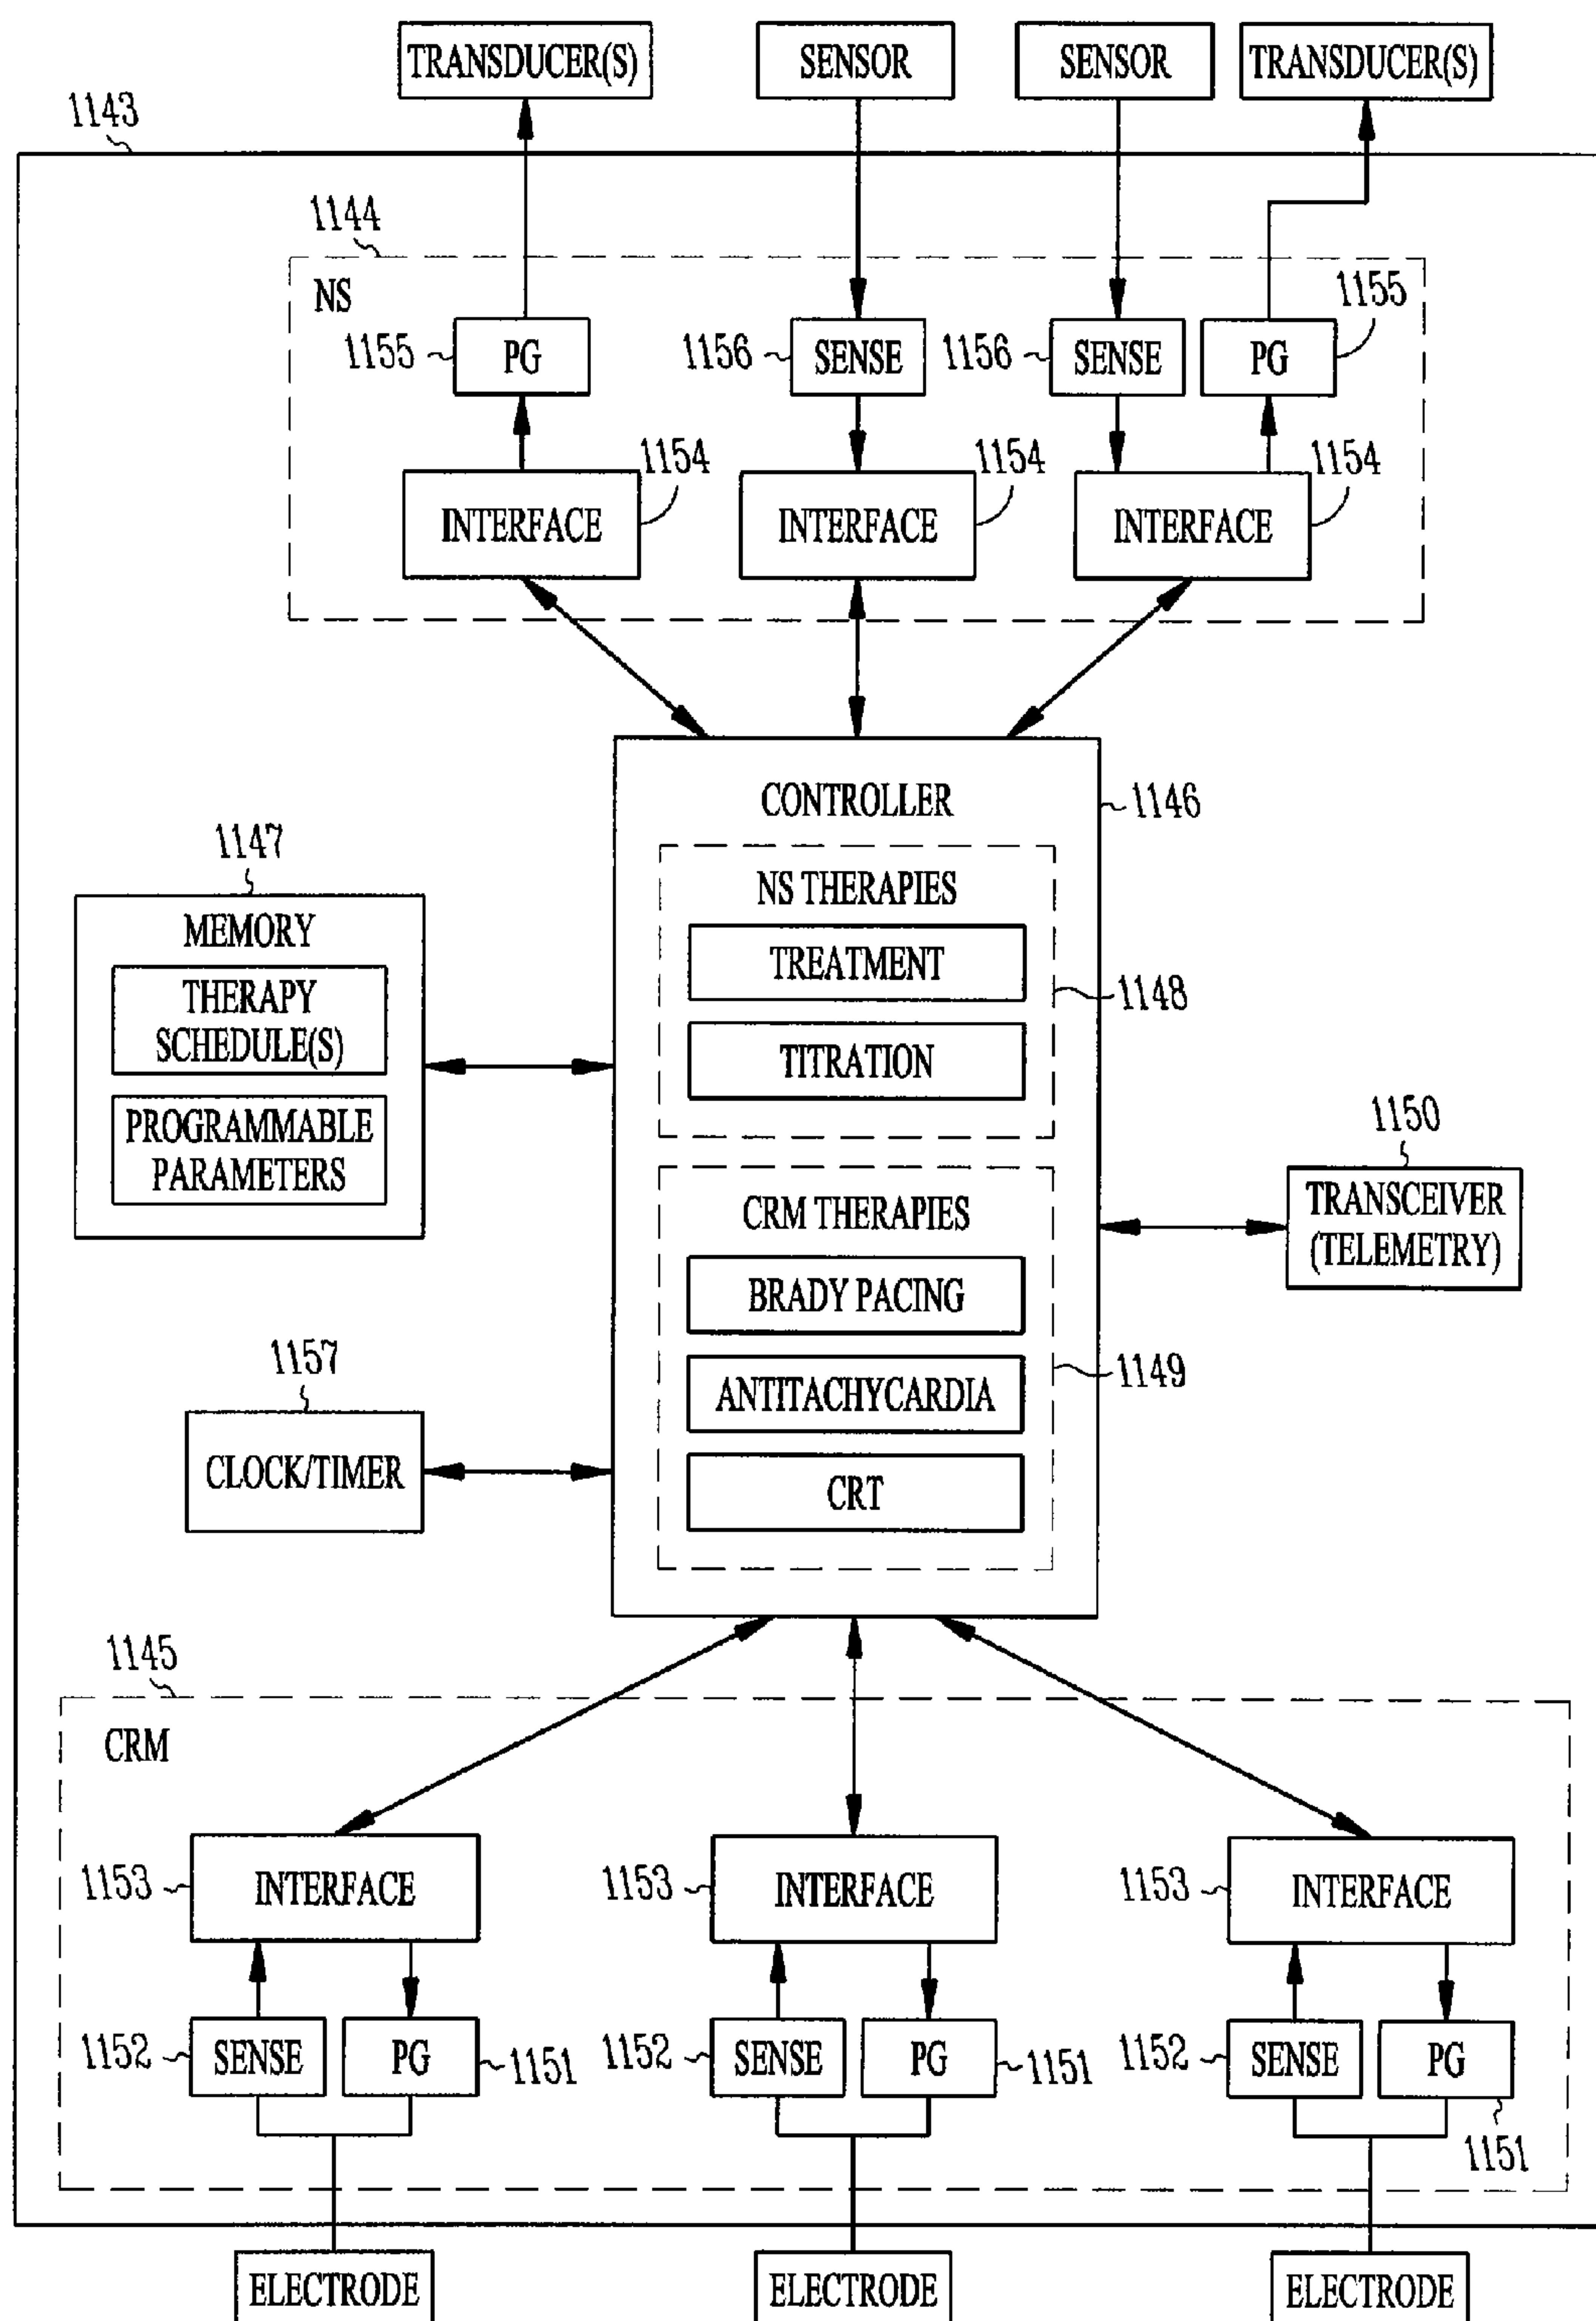 TRANSDUCER(S)
SENSOR
SENSOR
TRANSDUCER(S)
1143
1144
NS
1155
PG
1156
SENSE
1156
SENSE
PG
1155
INTERFACE
1154
INTERFACE
1154
INTERFACE
1154
CONTROLLER
1146
NS THERAPIES
TREATMENT
TITRATION
1148
1147
MEMORY
THERAPY
SCHEDULE(S)
PROGRAMMABLE
PARAMETERS
CRM THERAPIES
BRADY PACING
ANTITACHYCARDIA
CRT
1149
1150
TRANSCEIVER
(TELEMETRY)
1157
CLOCK/TIMER
1145
CRM
1153
INTERFACE
1153
INTERFACE
1153
INTERFACE
1152
SENSE
PG
1151
1152
SENSE
PG
1151
1152
SENSE
PG
1151
ELECTRODE
ELECTRODE
ELECTRODE